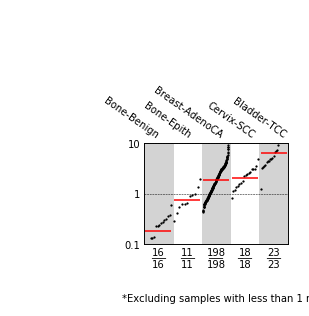 Bone-Benign
Bone-Epith
Breast-AdenoCA
Cervix-SCC
Bladder-TCC
10
1
0.1
16 11 198 18 23
16 11 198 18 23
*Excluding samples with less than 1